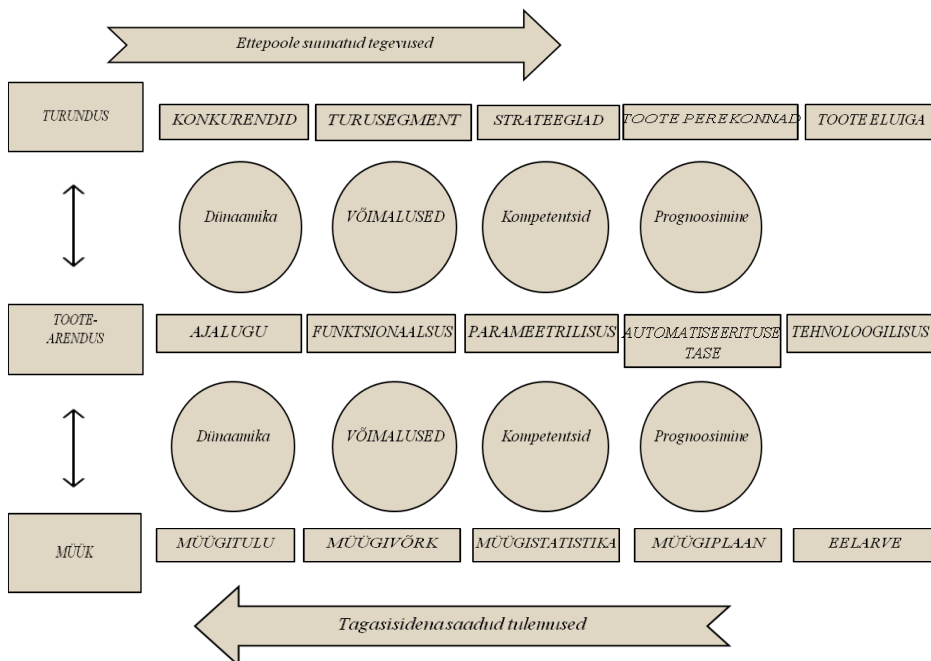 Ettepoole suunatud tegevused
TURUNDUS
KONKURENDID
TURUSEGMENT
STRATEEGIAD
TOOTE PEREKONNAD
TOOTE ELUIGA
Dünaamika
VÕIMALUSED
Kompetentsid
Prognoosimine
TOOTE-
ARENDUS
AJALUGU
FUNKTSIONAALSUS
PARAMEETRILISUS
AUTOMATISEERITUSE
TASE
TEHNOLOOGILISUS
Dünaamika
VÕIMALUSED
Kompetentsid
Prognoosimine
MÜÜK
MÜÜGITULU
MÜÜGIVÕRK
MÜÜGISTATISTIKA
MÜÜGIPLAAN
EELARVE
Tagasisidena saadud tulemused